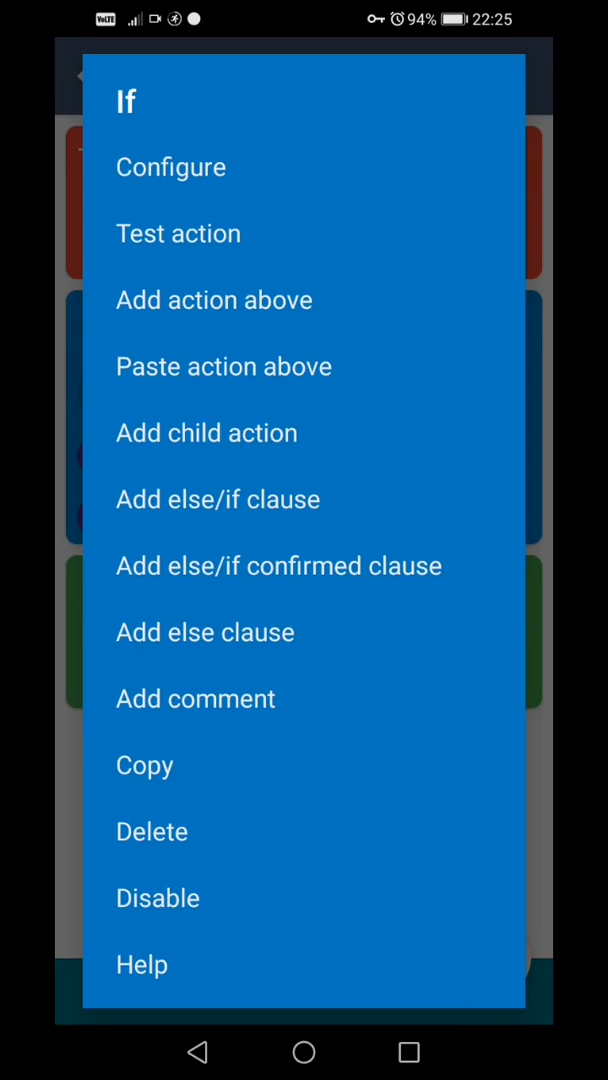 VoLTE 94% 22:25
If
Configure
Test action
Add action above
Paste action above
Add child action
Add else/if clause
Add else/if confirmed clause
Add else clause
Add comment
Copy
Delete
Disable
Help